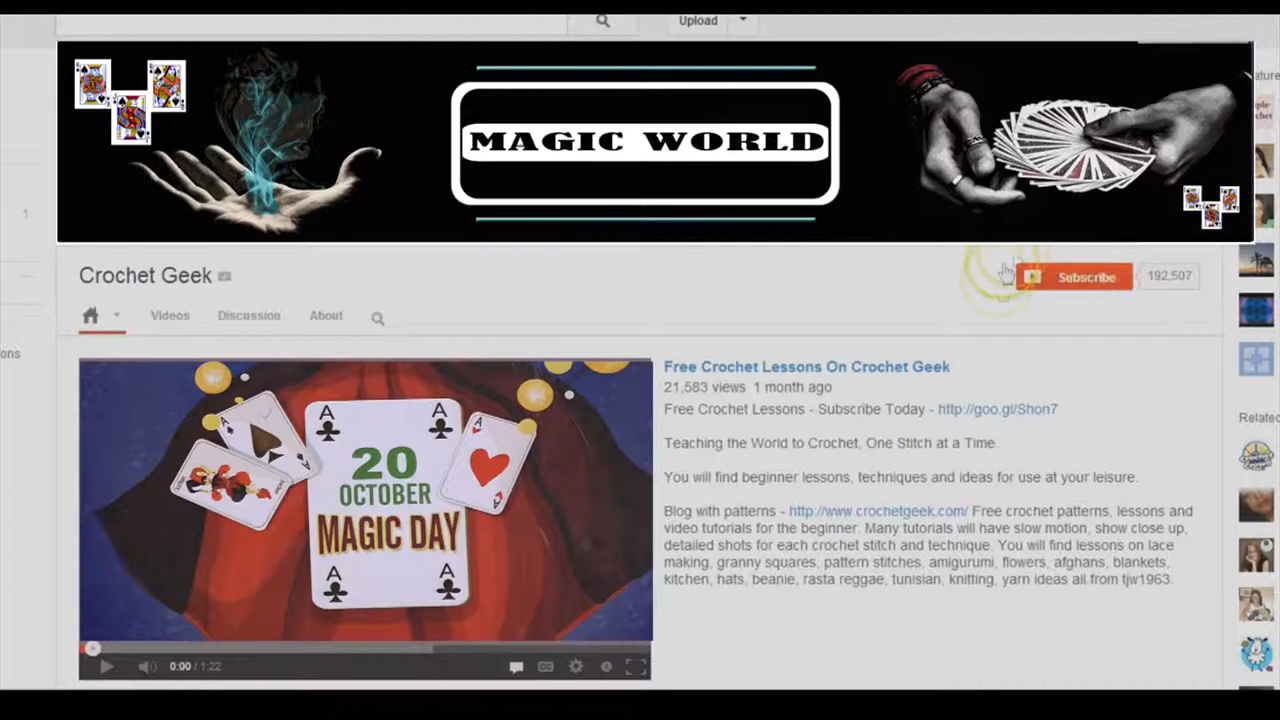 Upload
MAGIC WORLD
Crochet Geek
Subscribe
192,507
Videos
Discussion
About
Free Crochet Lessons On Crochet Geek
21,583 views 1 month ago
Free Crochet Lessons - Subscribe Today - http://goo.gl/Shon7
Teaching the World to Crochet, One Stitch at a Time.
You will find beginner lessons, techniques and ideas for use at your leisure.
Blog with patterns - http://www.crochetgeek.com/ Free crochet patterns, lessons and
video tutorials for the beginner. Many tutorials will have slow motion, show close up,
detailed shots for each crochet stitch and technique. You will find lessons on lace
making, granny squares, pattern stitches, amigurumi, flowers, afghans, blankets,
kitchen, hats, beanie, rasta reggae, tunisian, knitting, yarn ideas all from tjw1963.
A A
A
20
OCTOBER
MAGIC DAY
A A
0:00 / 1:22
1